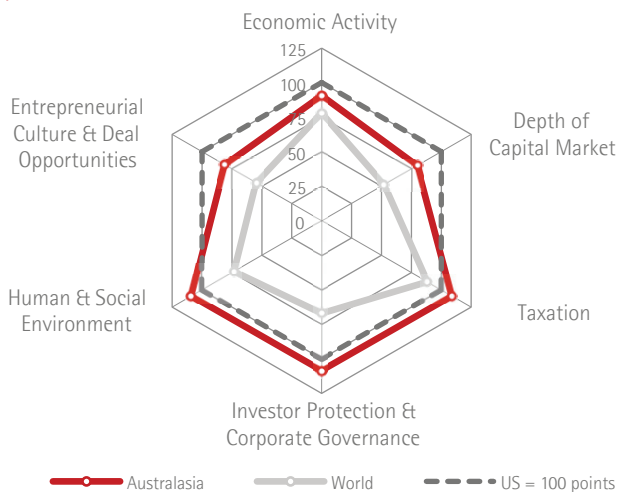 Economic Activity
125
100
75
50
25
0
Entrepreneurial
Culture & Deal
Opportunities
Depth of
Capital Market
Human & Social
Environment
Taxation
Investor Protection &
Corporate Governance
Australasia
World
US = 100 points